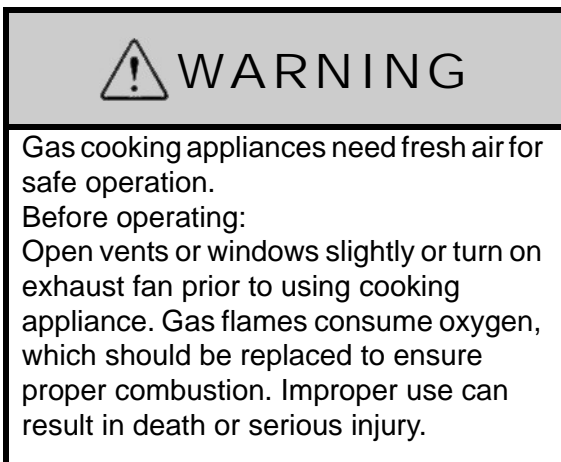 WARNING
Gas cooking appliances need fresh air for
safe operation.
Before operating:
Open vents or windows slightly or turn on
exhaust fan prior to using cooking
appliance. Gas flames consume oxygen,
which should be replaced to ensure
proper combustion. Improper use can
result in death or serious injury.